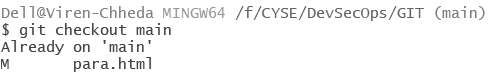 Dell@Viren-Chheda MINGW64 /f/CYSE/DevSecOps/GIT (main)
$ git checkout main
Already on 'main'
M       para.html